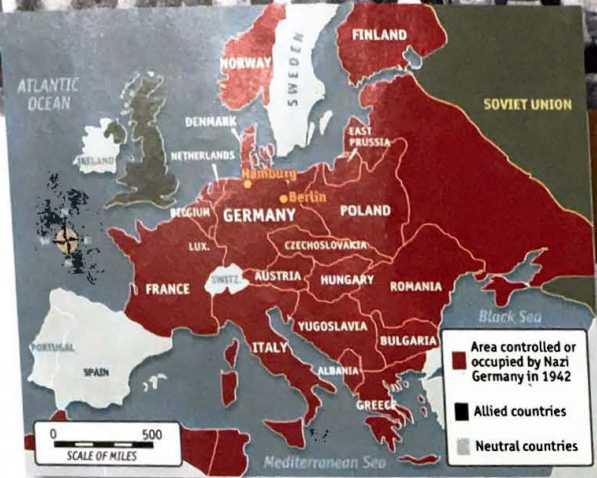 FINLAND
NORWAY
SWEDEN
ATLANTIC
OCEAN
SOVIET UNION
DENMARK
EAST
PRUSSIA
NETHERLANDS
IRELAND
Hamburg
Berlin
BELGIUM
GERMANY
POLAND
LUX.
CZECHOSLOVAKIA
SWITZ.
AUSTRIA
HUNGARY
FRANCE
ROMANIA
Black Sea
YUGOSLAVIA
BULGARIA
ITALY
PORTUGAL
SPAIN
ALBANIA
GREECE
Area controlled or
occupied by Nazi
Germany in 1942
Allied countries
Neutral countries
0 500
SCALE OF MILES
Mediterranean Sea